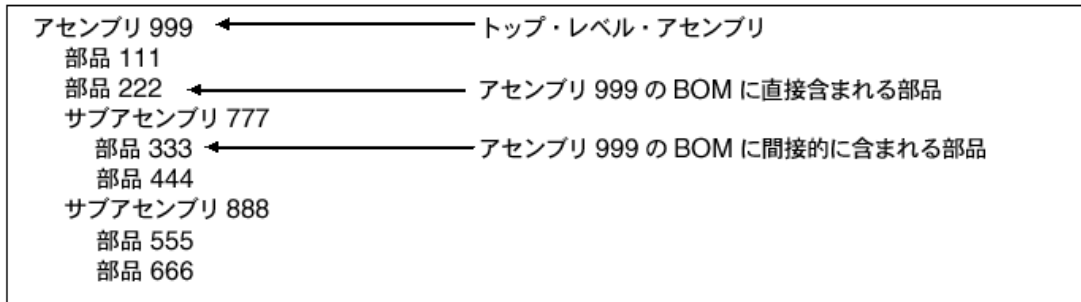 アセンブリ 999 トップ・レベル・アセンブリ
部品 111
部品 222 アセンブリ 999 の BOM に直接含まれる部品
サブアセンブリ 777
部品 333 アセンブリ 999 の BOM に間接的に含まれる部品
部品 444
サブアセンブリ 888
部品 555
部品 666